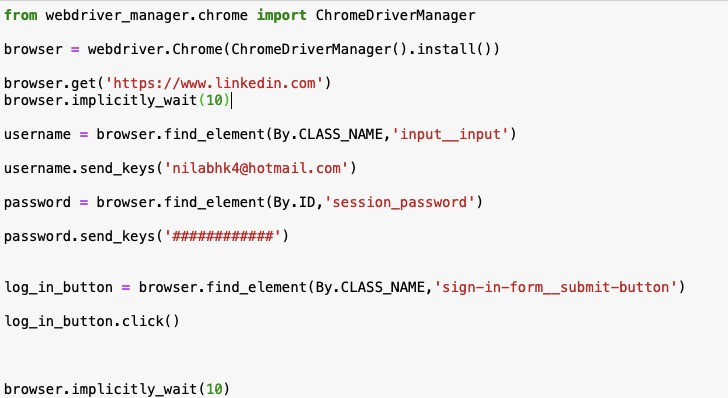 from webdriver_manager.chrome import ChromeDriverManager
browser = webdriver.Chrome(ChromeDriverManager().install())
browser.get('https://www.linkedin.com')
browser.implicitly_wait(10)
username = browser.find_element(By.CLASS_NAME,'input__input')
username.send_keys('nilabhk4@hotmail.com')
password = browser.find_element(By.ID,'session_password')
password.send_keys('############')
log_in_button = browser.find_element(By.CLASS_NAME,'sign-in-form__submit-button')
log_in_button.click()
browser.implicitly_wait(10)